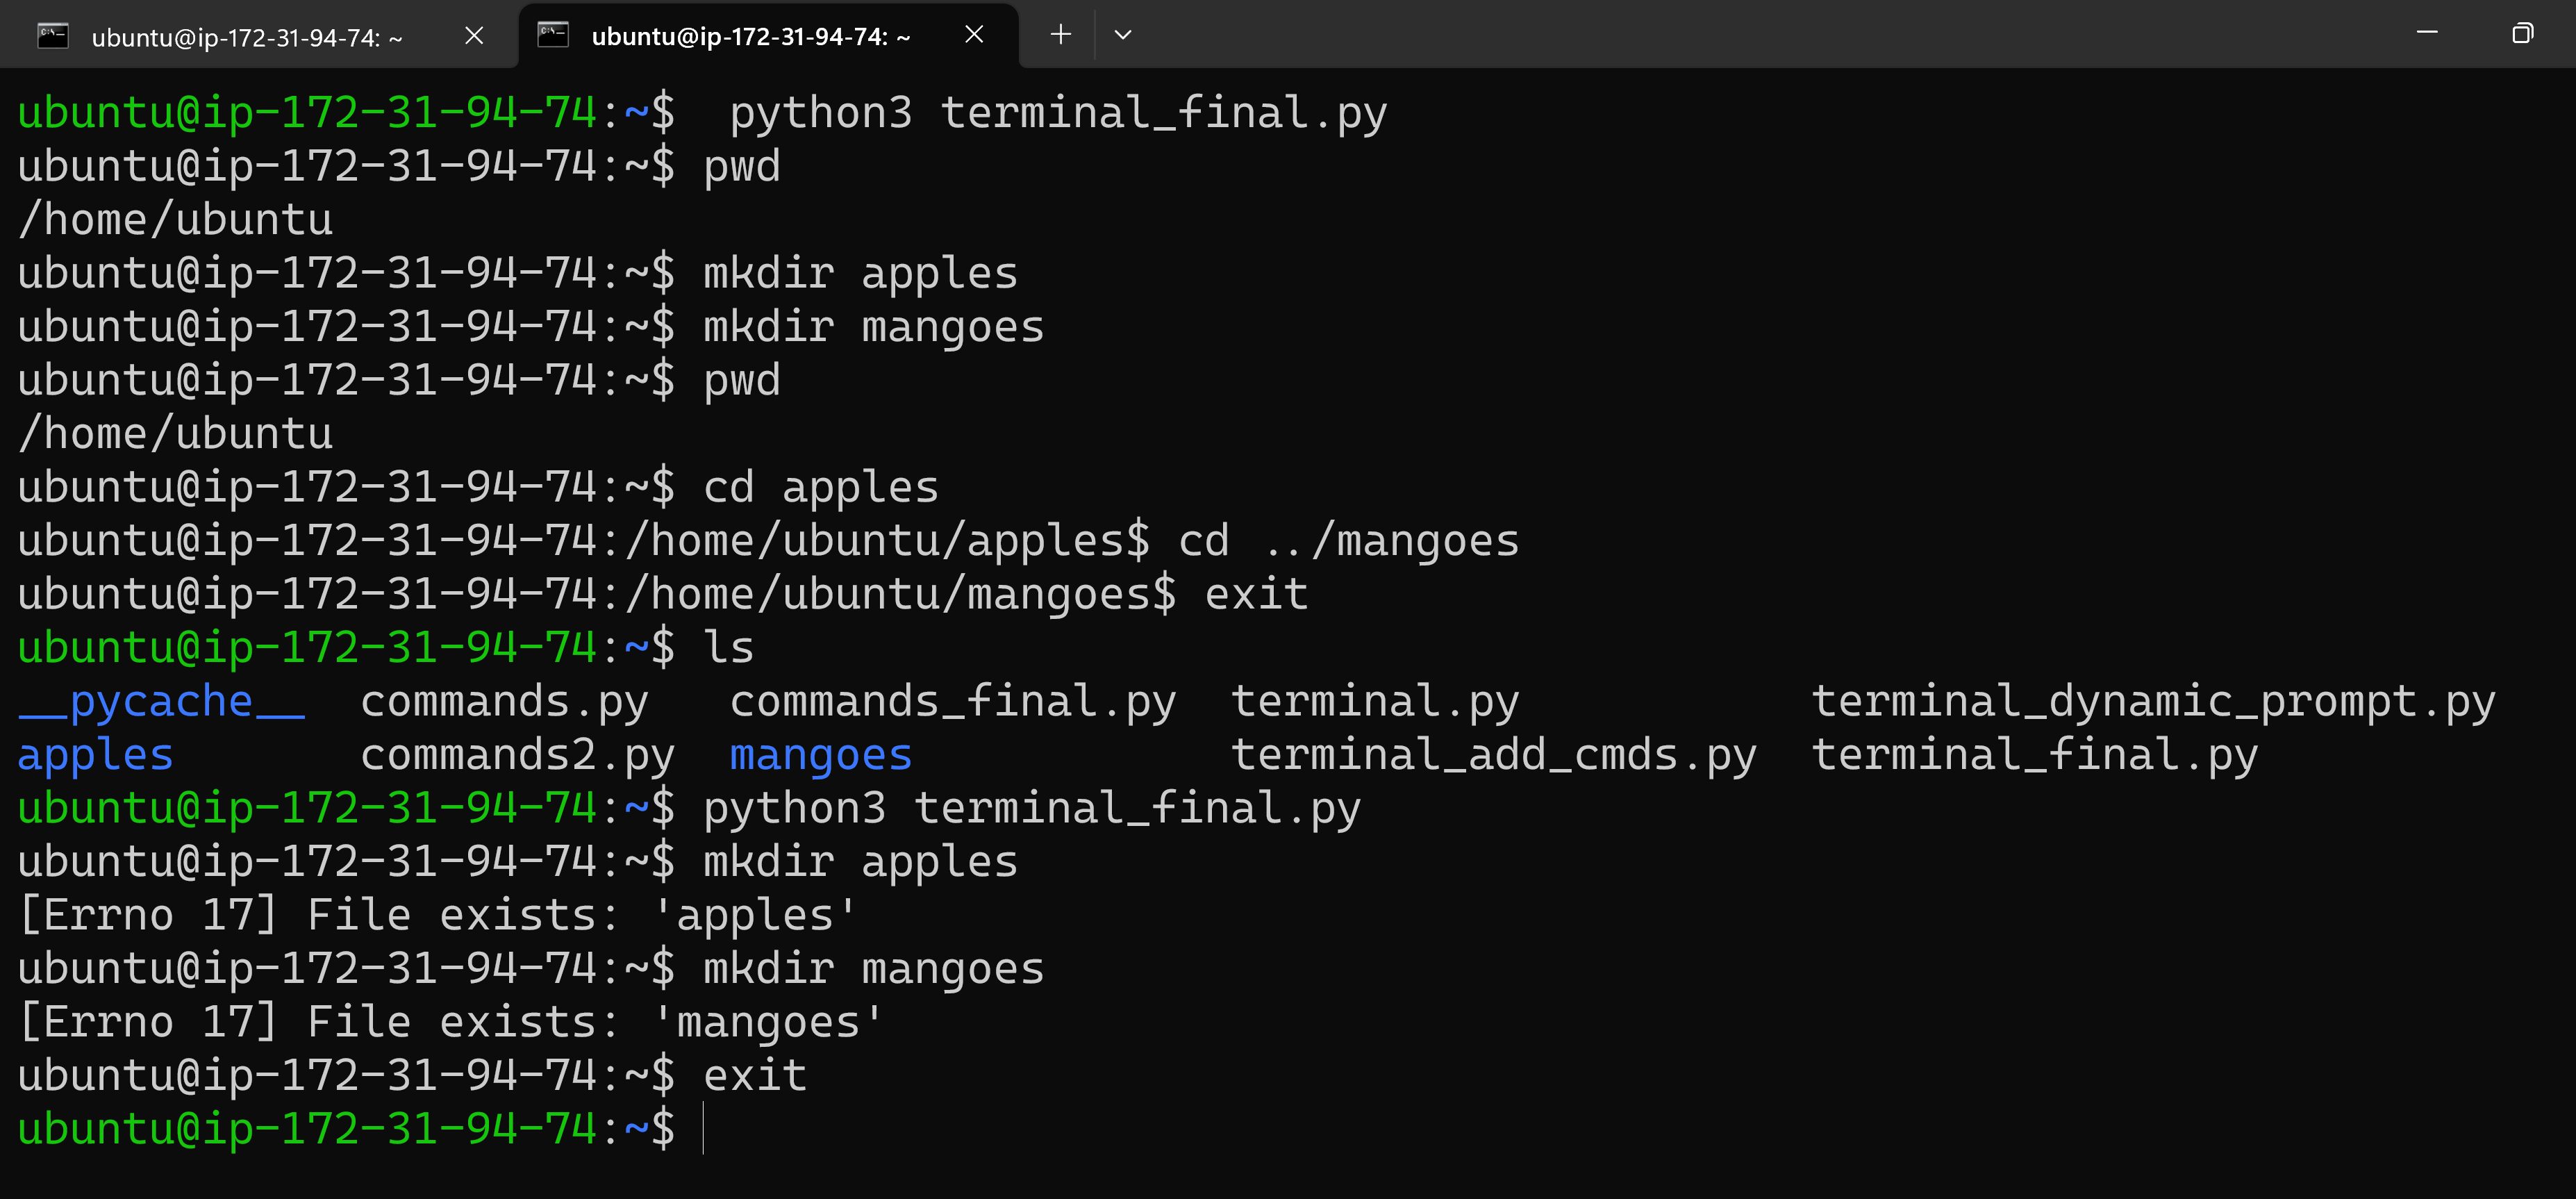 ubuntu@ip-172-31-94-74: ~
ubuntu@ip-172-31-94-74: ~
ubuntu@ip-172-31-94-74:~$  python3 terminal_final.py
ubuntu@ip-172-31-94-74:~$ pwd
/home/ubuntu
ubuntu@ip-172-31-94-74:~$ mkdir apples
ubuntu@ip-172-31-94-74:~$ mkdir mangoes
ubuntu@ip-172-31-94-74:~$ pwd
/home/ubuntu
ubuntu@ip-172-31-94-74:~$ cd apples
ubuntu@ip-172-31-94-74:/home/ubuntu/apples$ cd ../mangoes
ubuntu@ip-172-31-94-74:/home/ubuntu/mangoes$ exit
ubuntu@ip-172-31-94-74:~$ ls
__pycache__  commands.py   commands_final.py  terminal.py           terminal_dynamic_prompt.py
apples       commands2.py  mangoes            terminal_add_cmds.py  terminal_final.py
ubuntu@ip-172-31-94-74:~$ python3 terminal_final.py
ubuntu@ip-172-31-94-74:~$ mkdir apples
[Errno 17] File exists: 'apples'
ubuntu@ip-172-31-94-74:~$ mkdir mangoes
[Errno 17] File exists: 'mangoes'
ubuntu@ip-172-31-94-74:~$ exit
ubuntu@ip-172-31-94-74:~$